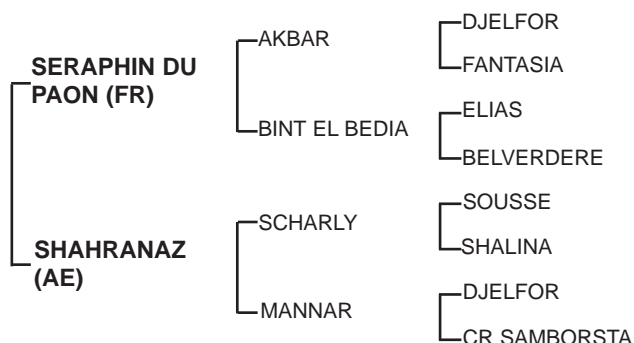 DJELFOR
AKBAR
FANTASIA
SERAPHIN DU
PAON (FR)
ELIAS
BINT EL BEDIA
BELVERDERE
SOUSSE
SCHARLY
SHALINA
SHAHRANAZ
(AE)
DJELFOR
MANNAR
CR SAMBORSTA